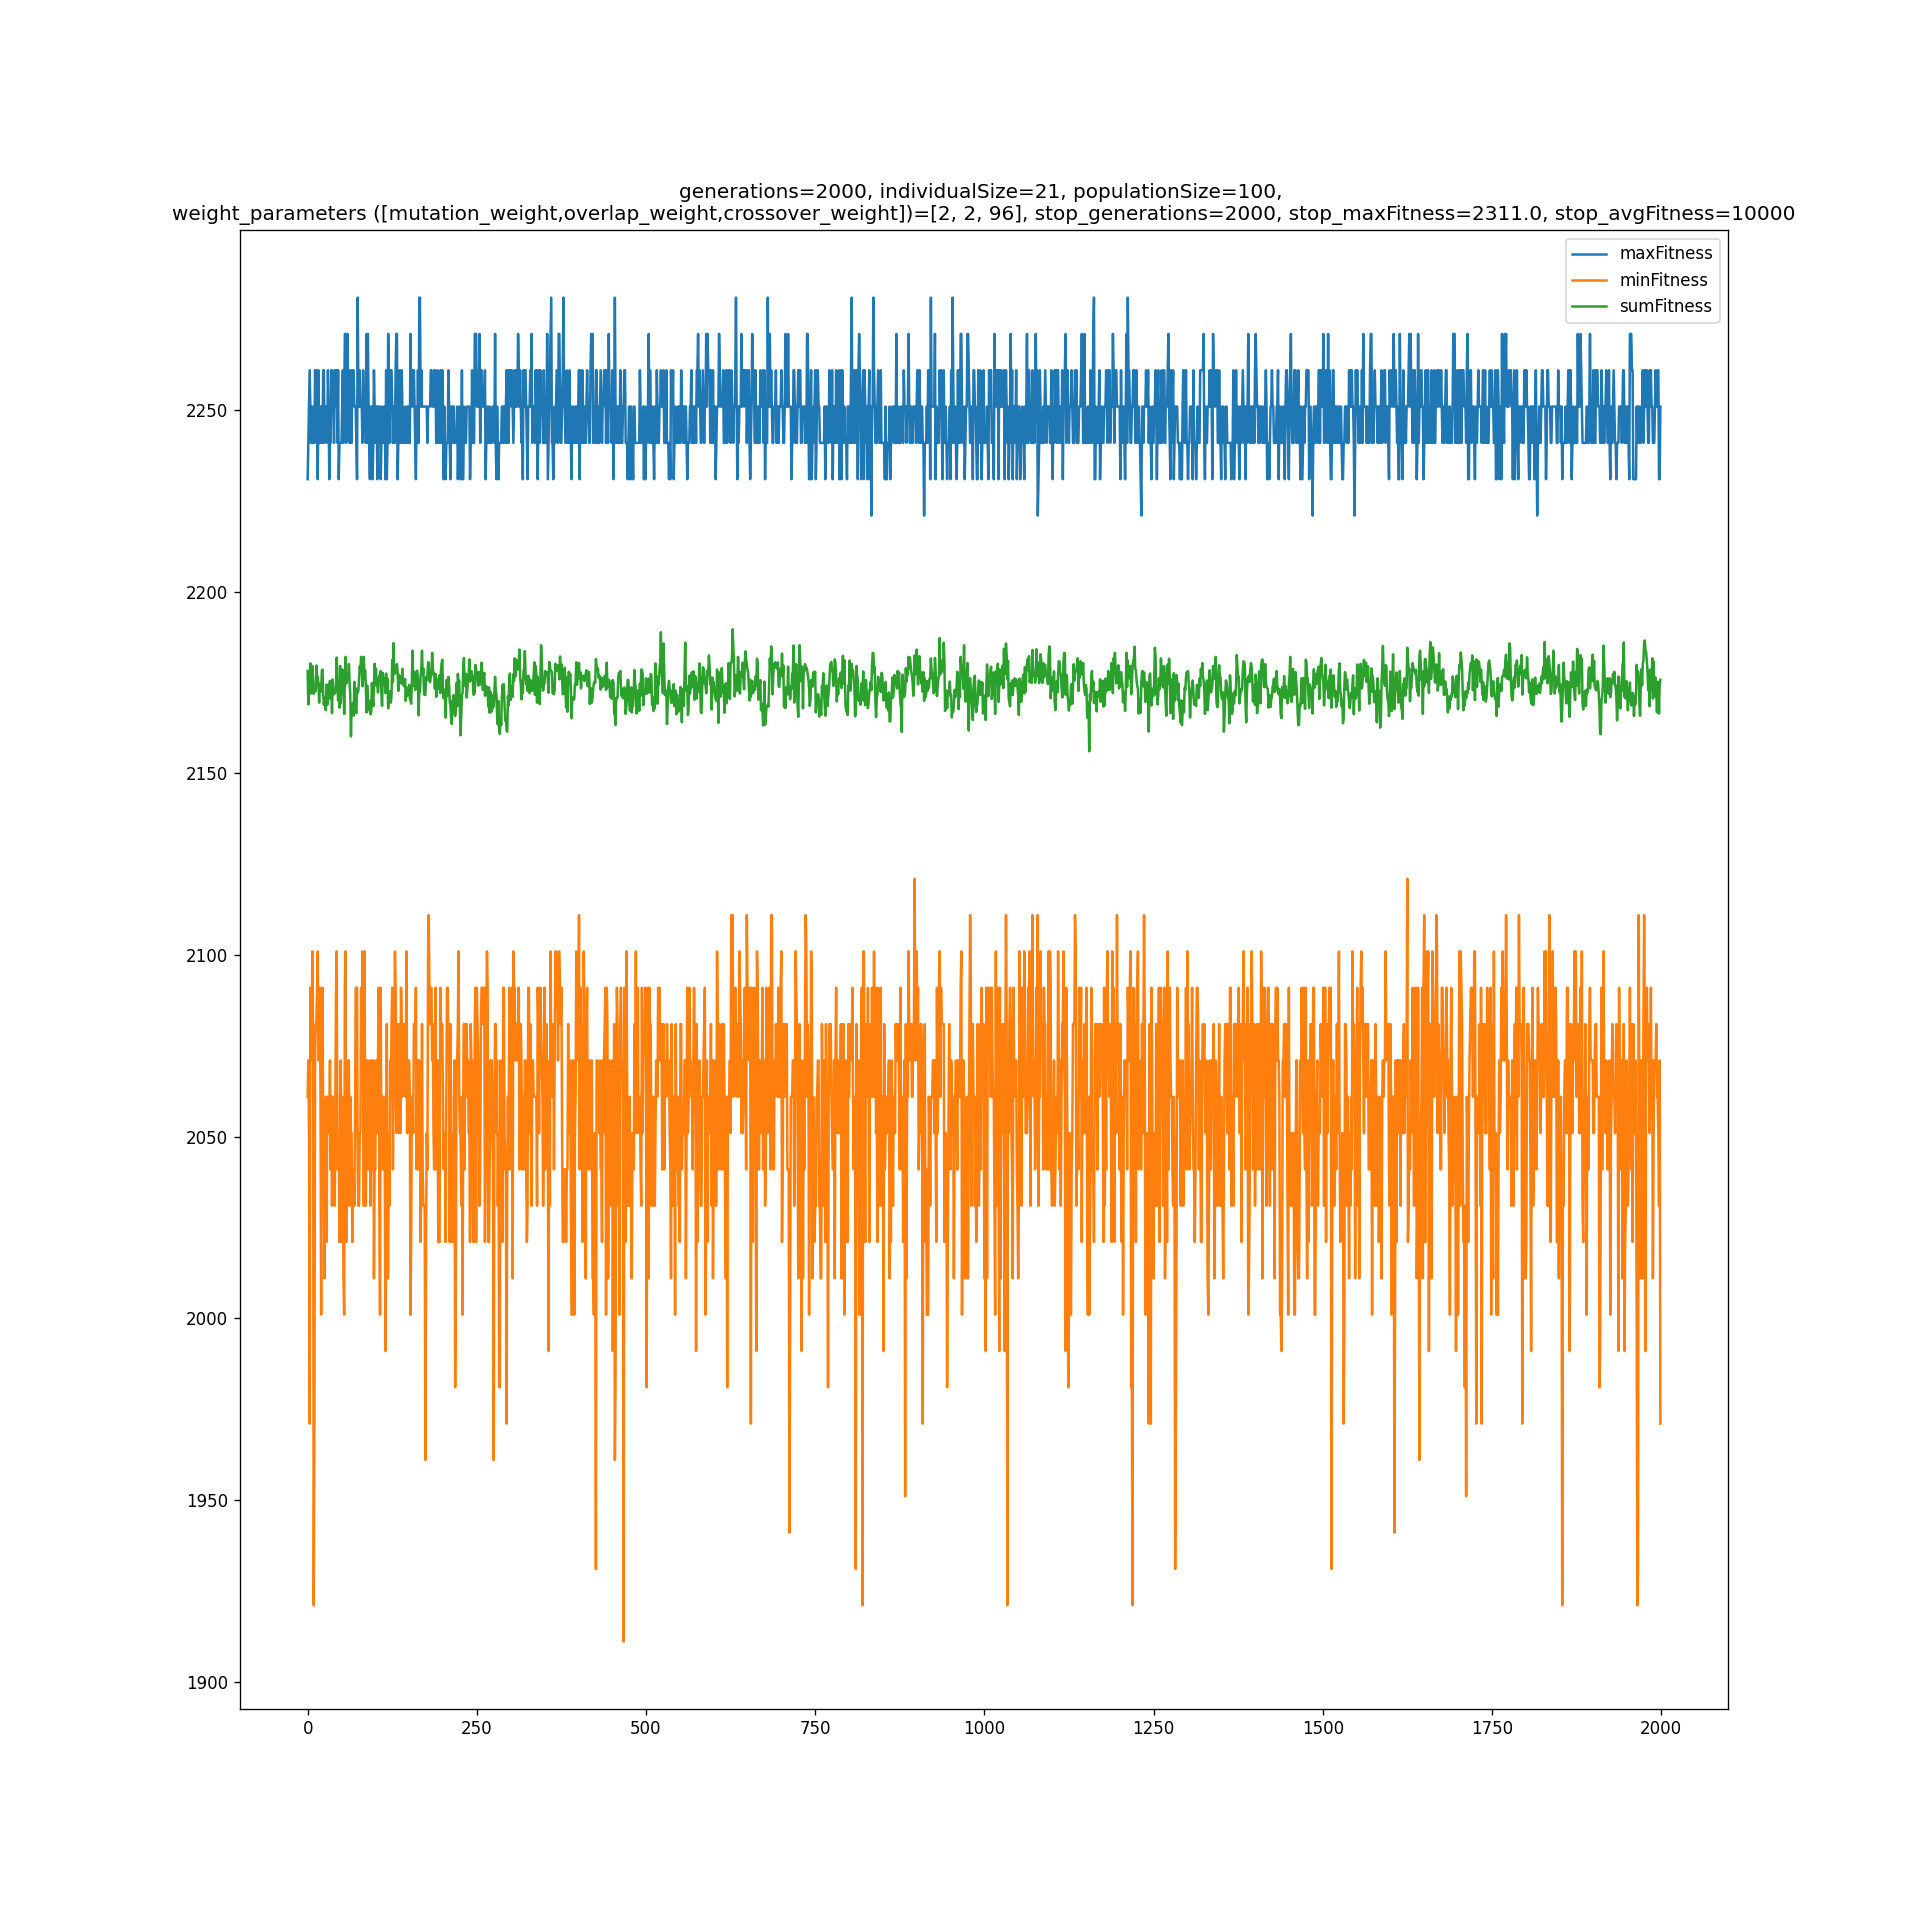 generations=2000, individualSize=21, populationSize=100,
weight_parameters ([mutation_weight,overlap_weight,crossover_weight])=[2, 2, 96], stop_generations=2000, stop_maxFitness=2311.0, stop_avgFitness=10000
maxFitness
minFitness
sumFitness
2250
2200
2150
2100
2050
2000
1950
1900
0 250 500 750 1000 1250 1500 1750 2000